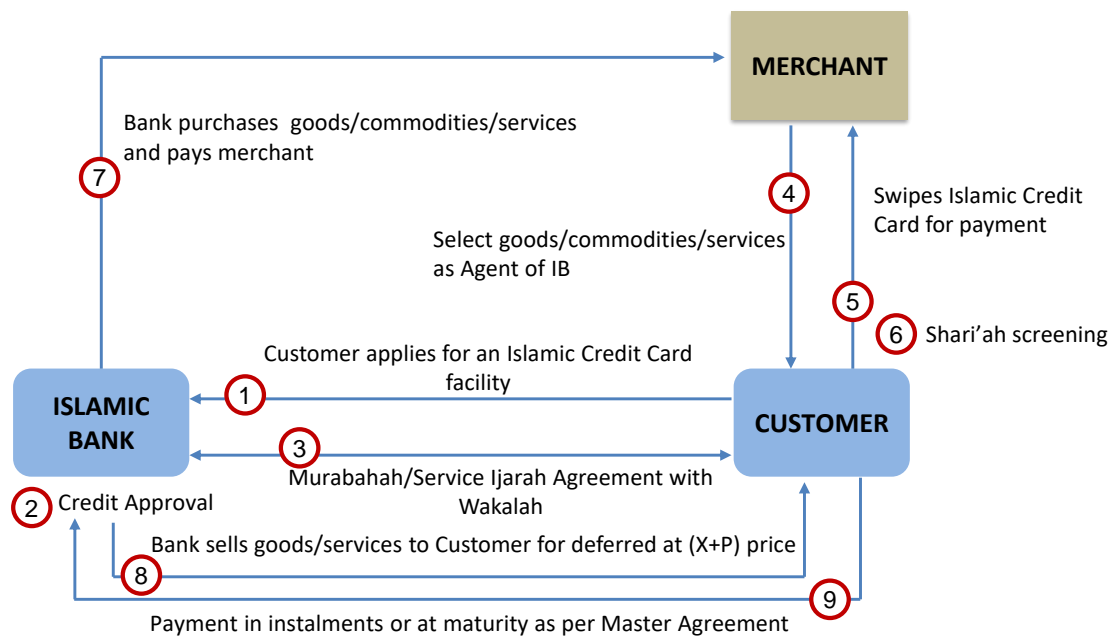 MERCHANT
Bank purchases goods/commodities/services
and pays merchant
7
4
Swipes Islamic Credit
Card for payment
Select goods/commodities/services
as Agent of IB
5
6 Shari’ah screening
Customer applies for an Islamic Credit Card
facility
1
ISLAMIC
BANK
CUSTOMER
3
Murabahah/Service Ijarah Agreement with
Wakalah
2 Credit Approval
Bank sells goods/services to Customer for deferred at (X+P) price
8
9
Payment in instalments or at maturity as per Master Agreement